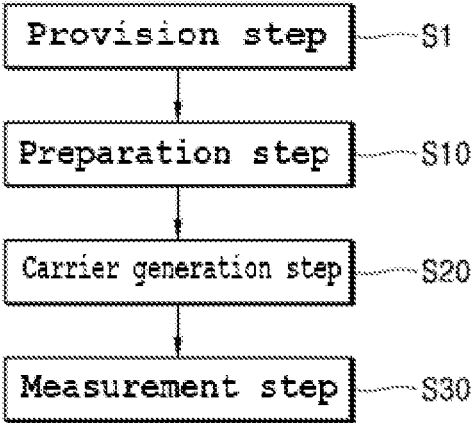 Provision step S1
Preparation step S10
Carrier generation step S20
Measurement step S30